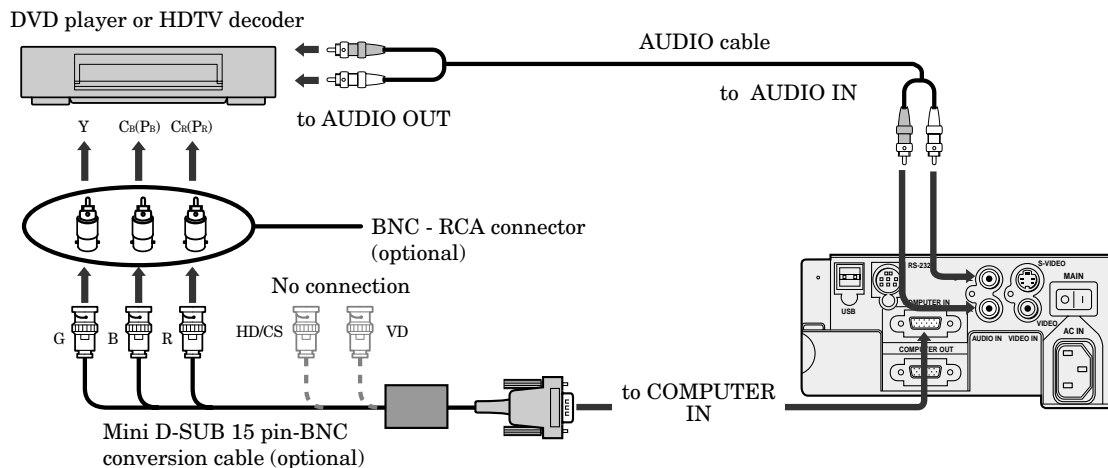 DVD player or HDTV decoder
AUDIO cable
to AUDIO IN
to AUDIO OUT
Y
CB(PB)
CR(PR)
BNC - RCA connector
(optional)
No connection
G
B
R
HD/CS
VD
Mini D-SUB 15 pin-BNC
conversion cable (optional)
to COMPUTER
IN
RS-232
S-VIDEO
MAIN
USB
COMPUTER IN
VIDEO
AC IN
AUDIO IN
VIDEO IN
COMPUTER OUT